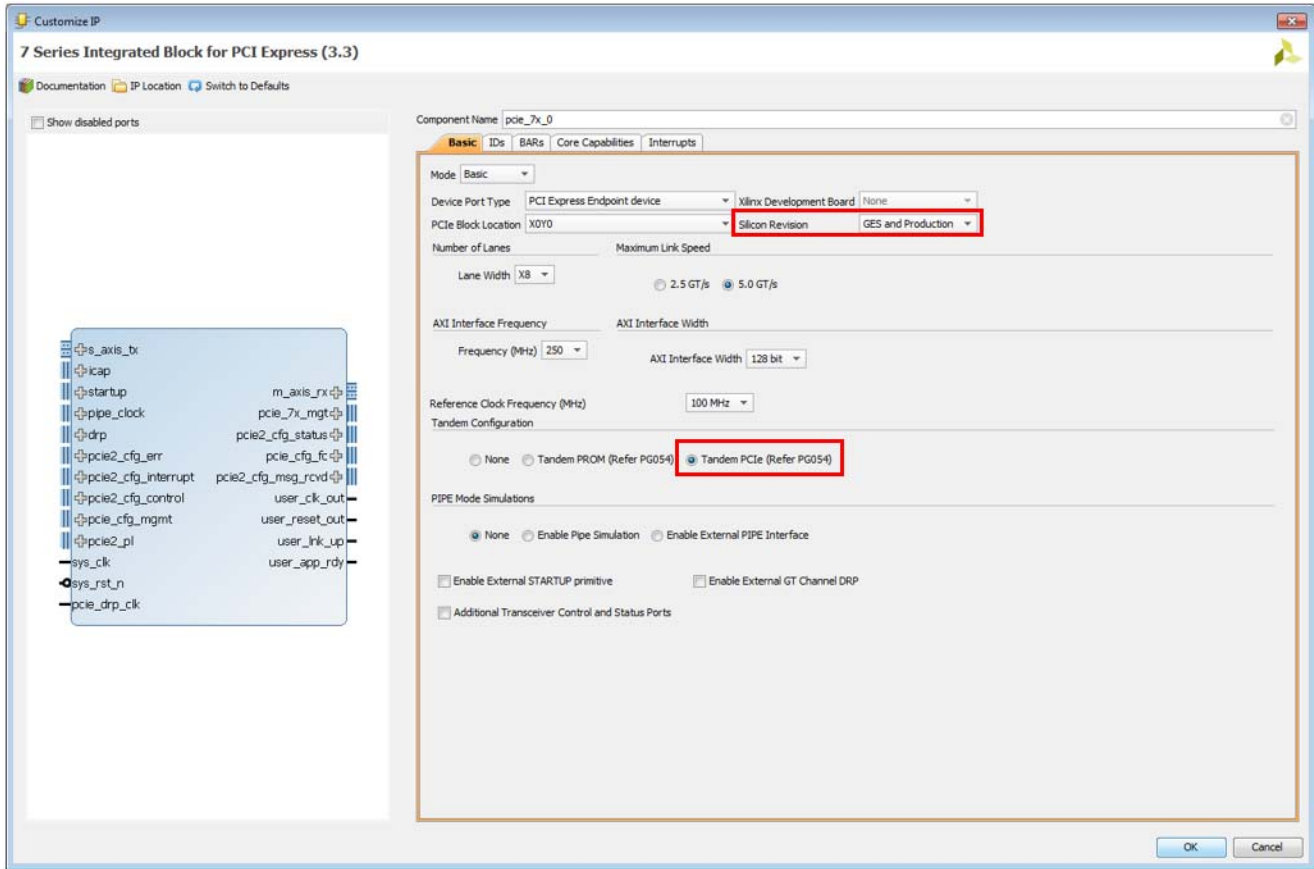 Customize IP
7 Series Integrated Block for PCI Express (3.3)
Documentation IP Location Switch to Defaults
Show disabled ports
s_axis_tx
icap
startup
m_axis_rx
pipe_clock
pcie_7x_mgt
drp
pcie2_cfg_status
pcie2_cfg_err
pcie_cfg_fc
pcie2_cfg_interrupt
pcie2_cfg_msg_rcvd
pcie2_cfg_control
user_clk_out
pcie_cfg_mgmt
user_reset_out
pcie2_pl
user_lnk_up
sys_clk
user_app_rdy
sys_rst_n
pcie_drp_clk
Component Name pcie_7x_0
Basic IDs BARs Core Capabilities Interrupts
Mode Basic
Device Port Type PCI Express Endpoint device Xilinx Development Board None
PCIe Block Location X0Y0 Silicon Revision GES and Production
Number of Lanes Maximum Link Speed
Lane Width X8 2.5 GT/s 5.0 GT/s
AXI Interface Frequency AXI Interface Width
Frequency (MHz) 250 AXI Interface Width 128 bit
Reference Clock Frequency (MHz) 100 MHz
Tandem Configuration
None Tandem PROM (Refer PG054) Tandem PCIe (Refer PG054)
PIPE Mode Simulations
None Enable Pipe Simulation Enable External PIPE Interface
Enable External STARTUP primitive Enable External GT Channel DRP
Additional Transceiver Control and Status Ports
OK Cancel